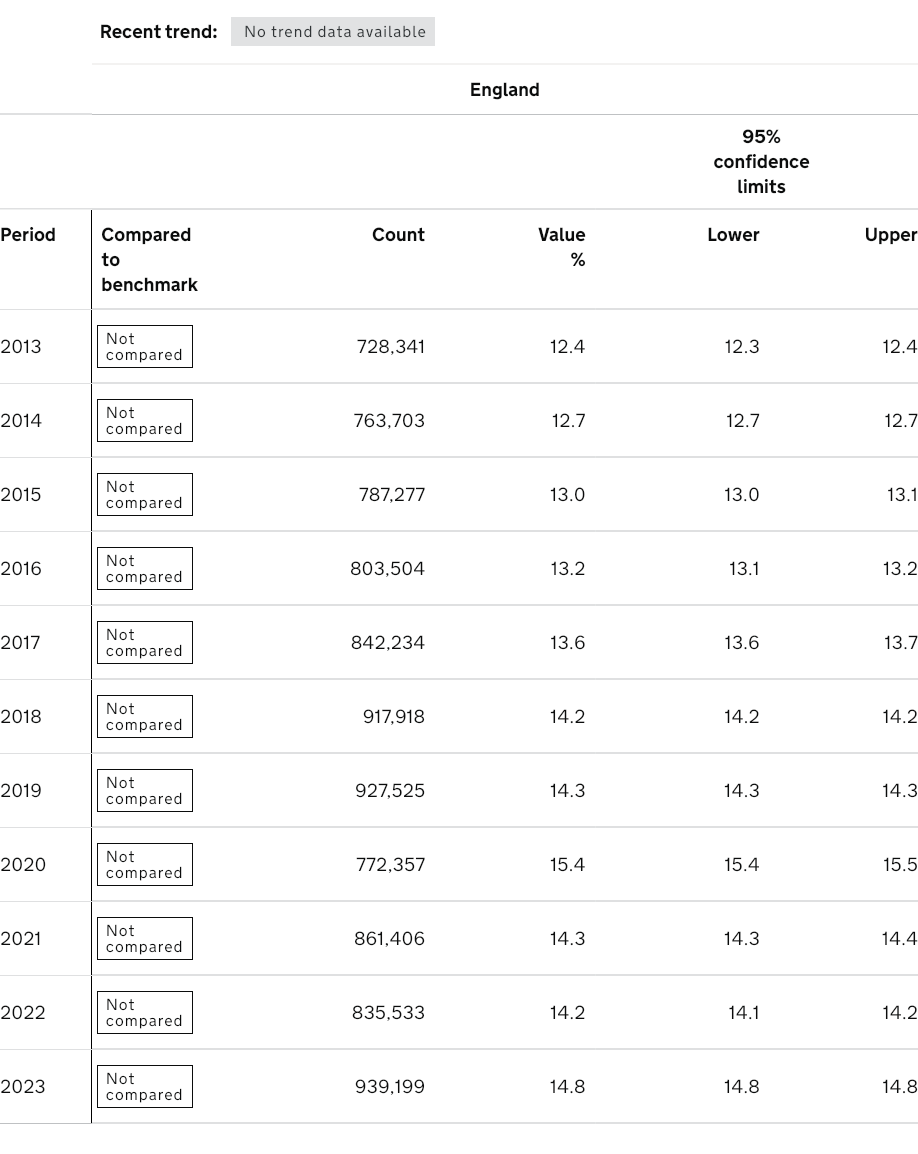 Recent trend: No trend data available
England
95%
confidence
limits
Period Compared Count Value Lower Upper
to %
benchmark
2013 Not 728,341 12.4 12.3 12.4
compared
2014 Not 763,703 12.7 12.7 12.7
compared
2015 Not 787,277 13.0 13.0 13.1
compared
2016 Not 803,504 13.2 13.1 13.2
compared
2017 Not 842,234 13.6 13.6 13.7
compared
2018 Not 917,918 14.2 14.2 14.2
compared
2019 Not 927,525 14.3 14.3 14.3
compared
2020 Not 772,357 15.4 15.4 15.5
compared
2021 Not 861,406 14.3 14.3 14.4
compared
2022 Not 835,533 14.2 14.1 14.2
compared
2023 Not 939,199 14.8 14.8 14.8
compared